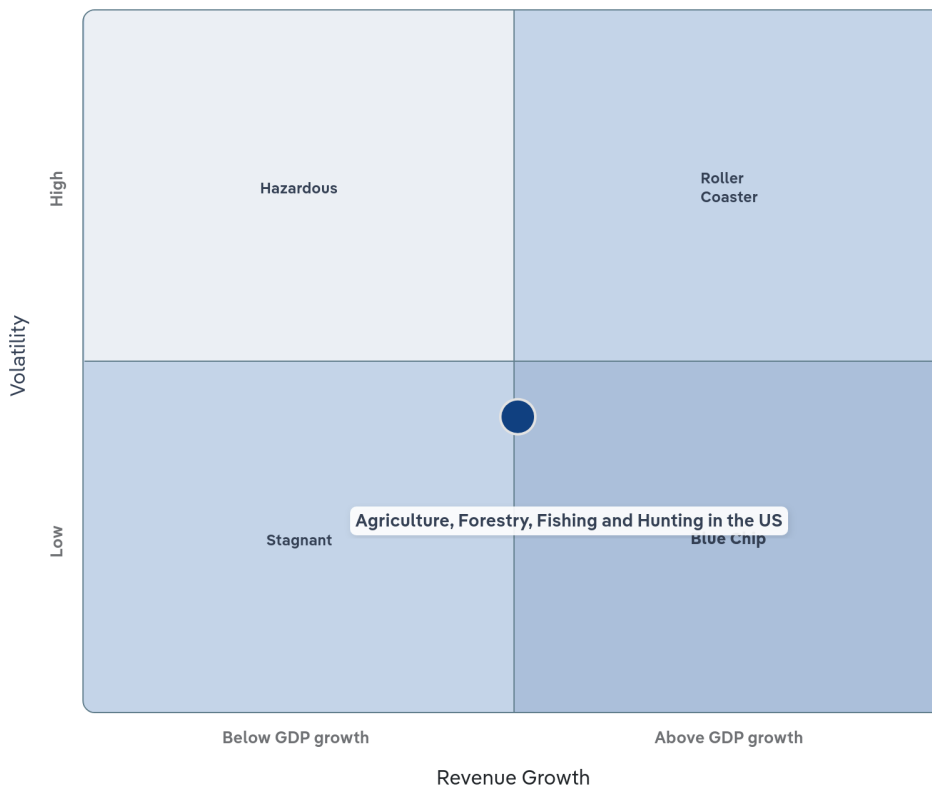 High
Hazardous
Roller
Coaster
Volatility
Low
Agriculture, Forestry, Fishing and Hunting in the US
Stagnant
Blue Chip
Below GDP growth
Above GDP growth
Revenue Growth